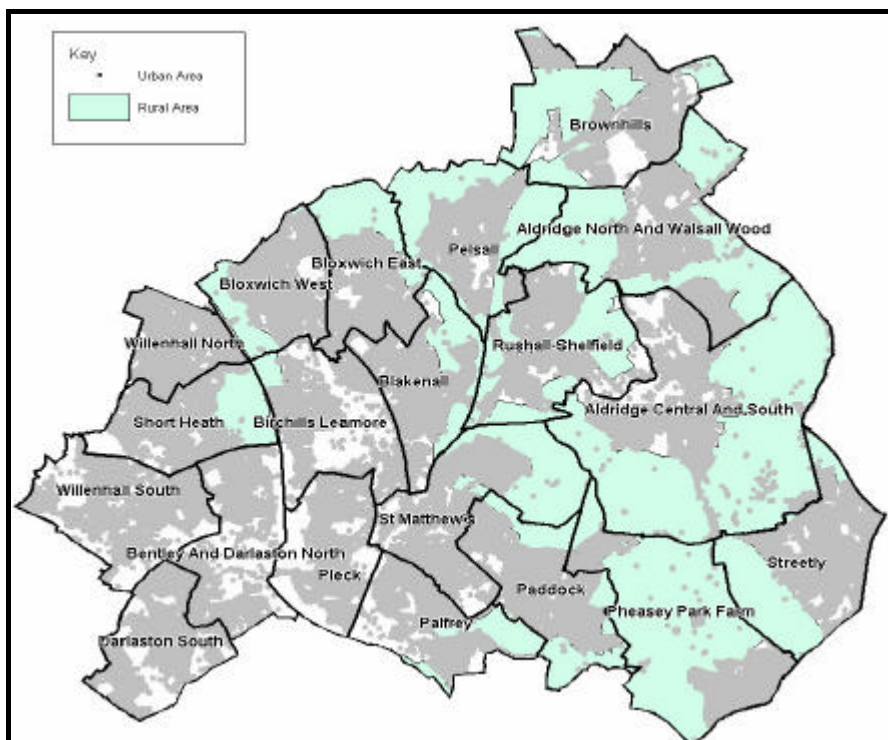 Key
Urban Area
Rural Area
Brownhills
Aldridge North And Walsall Wood
Pelsall
Bloxwich East
Bloxwich West
Willenhall North
Rushall-Shelfield
Blakenall
Short Heath
Birchills Leamore
Aldridge Central And South
Willenhall South
St Matthew's
Bentley And Darlaston North
Pleck
Paddock
Streetly
Pheasey Park Farm
Palfrey
Darlaston South